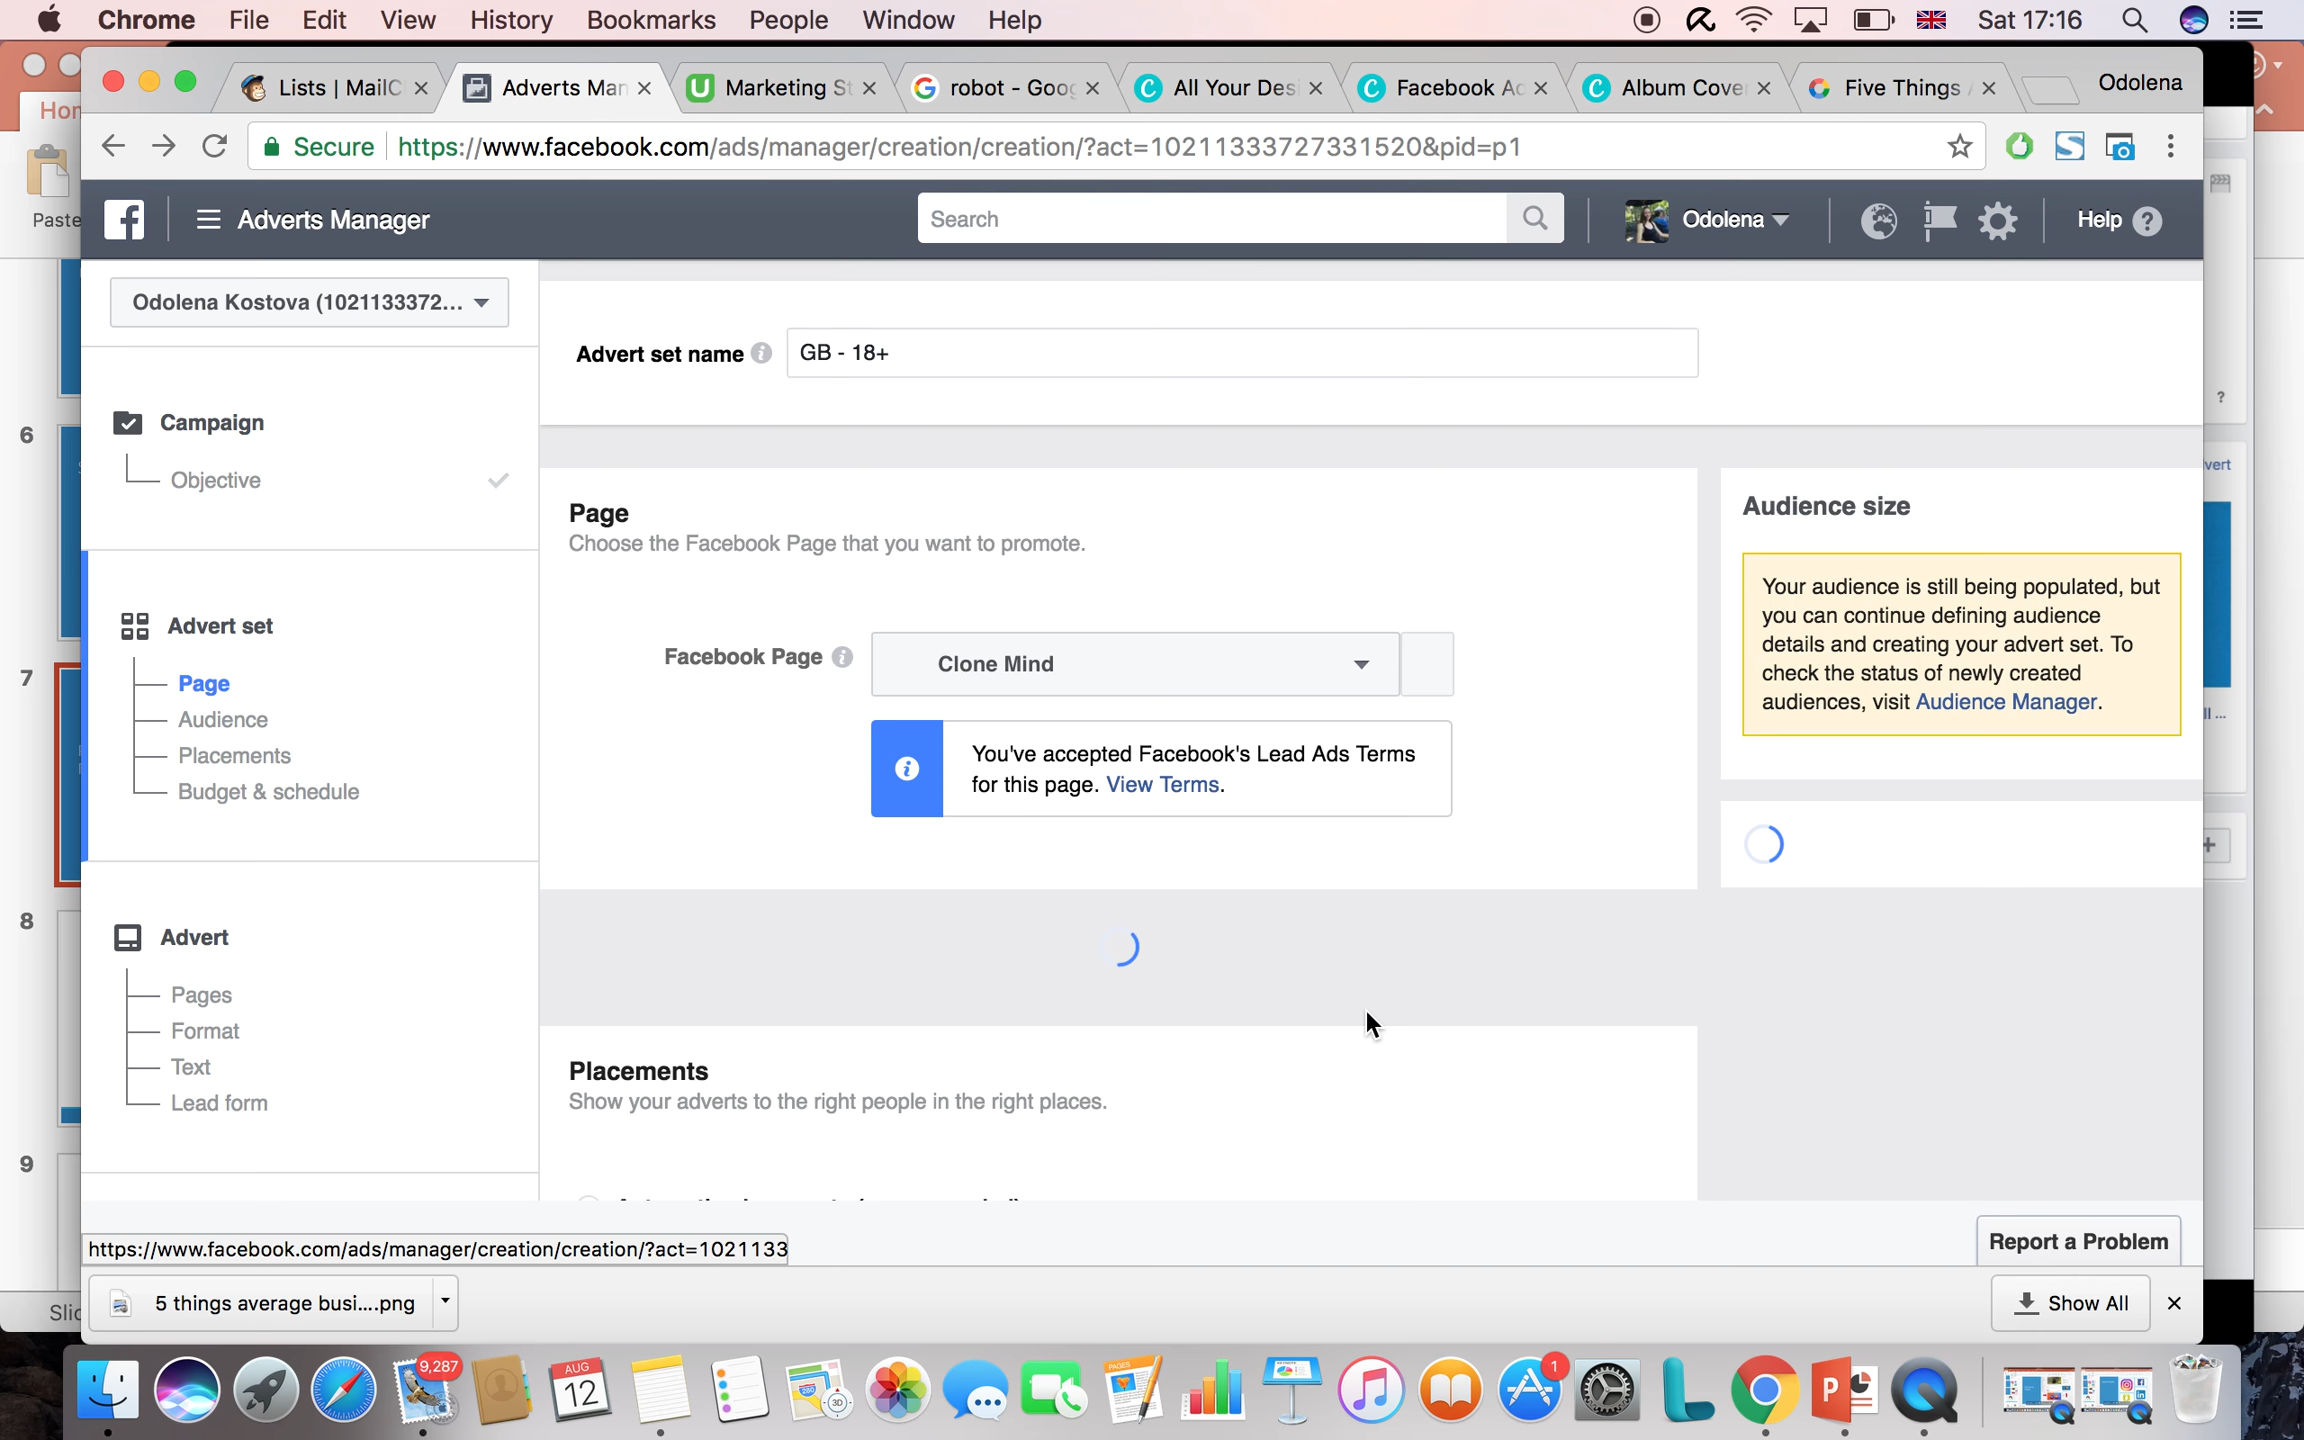 Chrome File Edit View History Bookmarks People Window Help Sat 17:16
Lists | MailC Adverts Man Marketing St robot - Goog All Your Des Facebook Ad Album Cove Five Things Odolena
Secure https://www.facebook.com/ads/manager/creation/creation/?act=10211333727331520&pid=p1
Paste
Adverts Manager Search Odolena Help ?
Odolena Kostova (1021133372...
Advert set name GB - 18+
Campaign
Objective
Page
Choose the Facebook Page that you want to promote.
Audience size
Your audience is still being populated, but
you can continue defining audience
details and creating your advert set. To
check the status of newly created
audiences, visit Audience Manager.
Advert set
Page
Audience
Placements
Budget & schedule
Facebook Page Clone Mind
You've accepted Facebook's Lead Ads Terms
for this page. View Terms.
Advert
Pages
Format
Text
Lead form
Placements
Show your adverts to the right people in the right places.
6
7
8
9
vert
https://www.facebook.com/ads/manager/creation/creation/?act=1021133
Report a Problem
5 things average busi....png
Show All
9,287
AUG
12
PAGES
3D
1